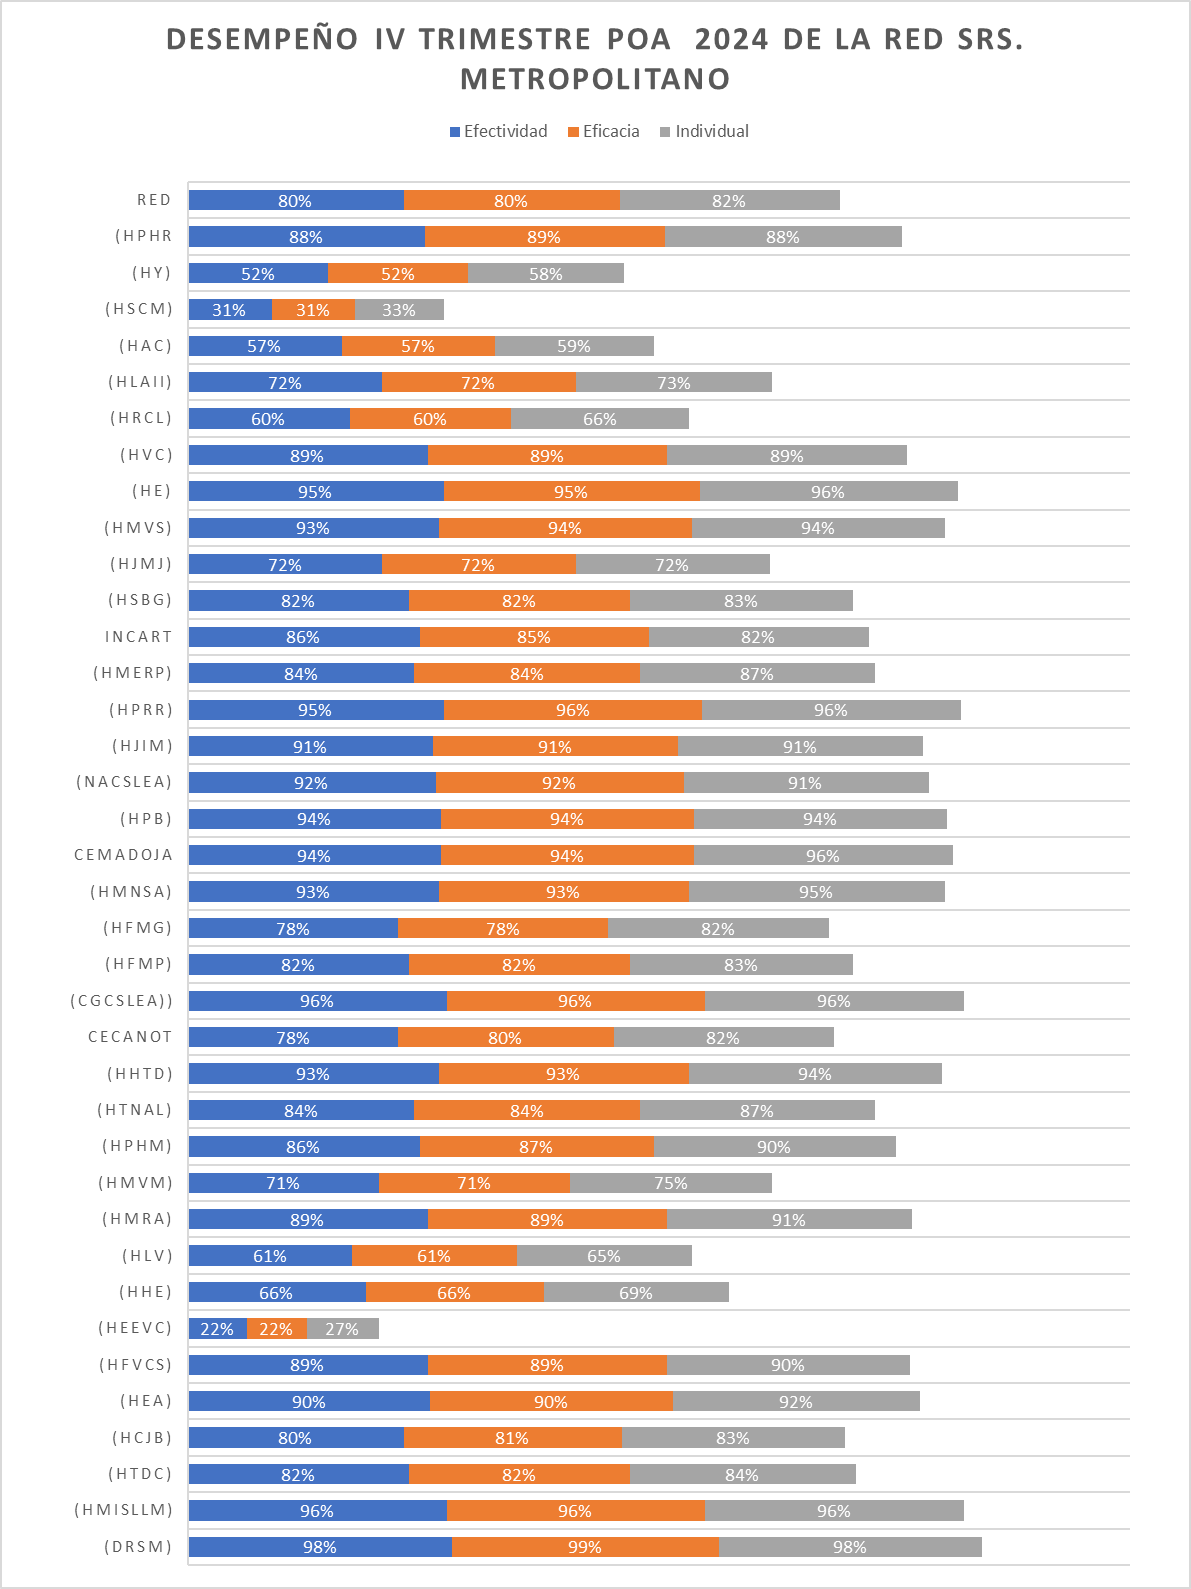 DESEMPEÑO IV TRIMESTRE POA 2024 DE LA RED SRS.
METROPOLITANO
Efectividad Eficacia Individual
RED 80% 80% 82%
(HPHR 88% 89% 88%
(HY) 52% 52% 58%
(HSCM) 31% 31% 33%
(HAC) 57% 57% 59%
(HLAII) 72% 72% 73%
(HRCL) 60% 60% 66%
(HVC) 89% 89% 89%
(HE) 95% 95% 96%
(HMVS) 93% 94% 94%
(HJMJ) 72% 72% 72%
(HSBG) 82% 82% 83%
INCART 86% 85% 82%
(HMERP) 84% 84% 87%
(HPRR) 95% 96% 96%
(HJIM) 91% 91% 91%
(NACSLEA) 92% 92% 91%
(HPB) 94% 94% 94%
CEMADOJA 94% 94% 96%
(HMNSA) 93% 93% 95%
(HFMG) 78% 78% 82%
(HFMP) 82% 82% 83%
(CGCSLEA)) 96% 96% 96%
CECANOT 78% 80% 82%
(HHTD) 93% 93% 94%
(HTNAL) 84% 84% 87%
(HPHM) 86% 87% 90%
(HMVM) 71% 71% 75%
(HMRA) 89% 89% 91%
(HLV) 61% 61% 65%
(HHE) 66% 66% 69%
(HEEVC) 22% 22% 27%
(HFVCS) 89% 89% 90%
(HEA) 90% 90% 92%
(HCJB) 80% 81% 83%
(HTDC) 82% 82% 84%
(HMISLLM) 96% 96% 96%
(DRSM) 98% 99% 98%